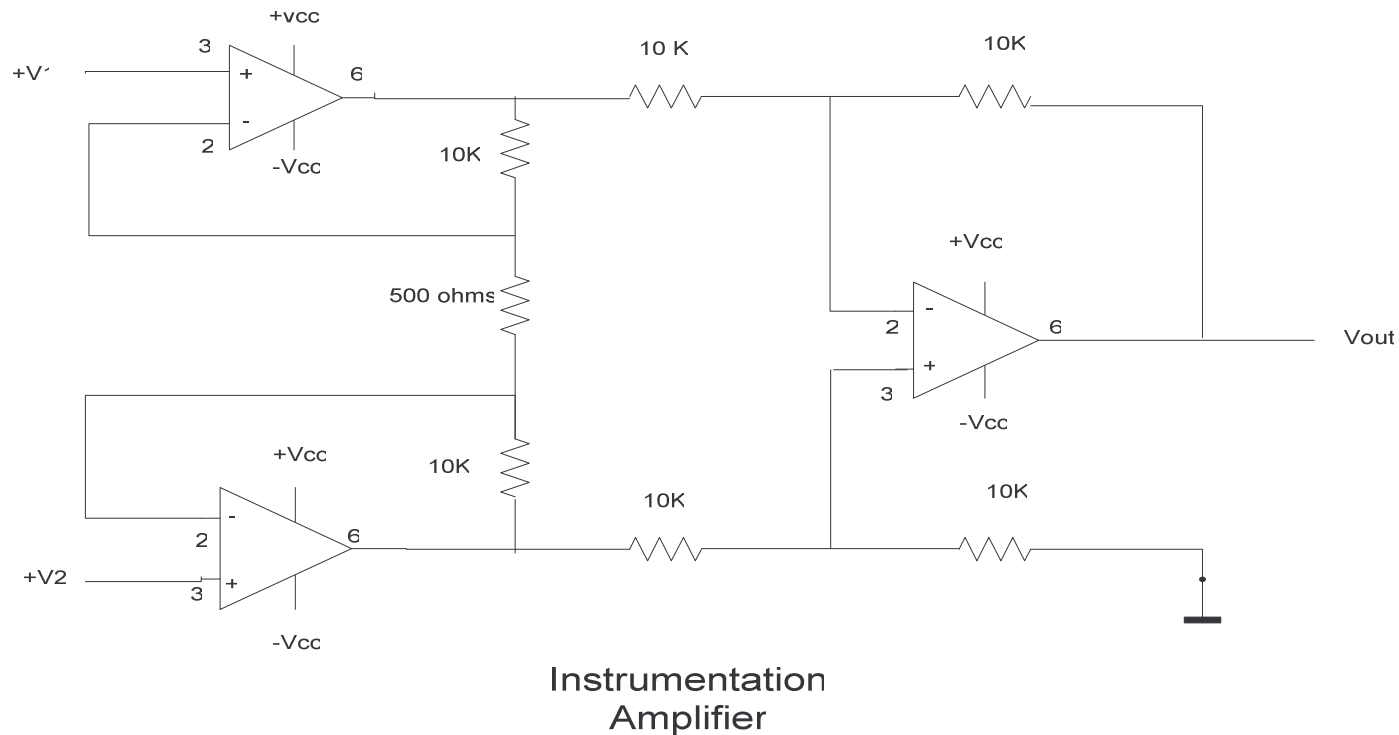 +vcc
3
+V1
+
6
-
2
-Vcc
10 K
10K
10K
500 ohms
+Vcc
-
2
6
Vout
+
3
-Vcc
10K
+Vcc
-
2
6
+V2
3
+
-Vcc
10K
10K
Instrumentation
Amplifier